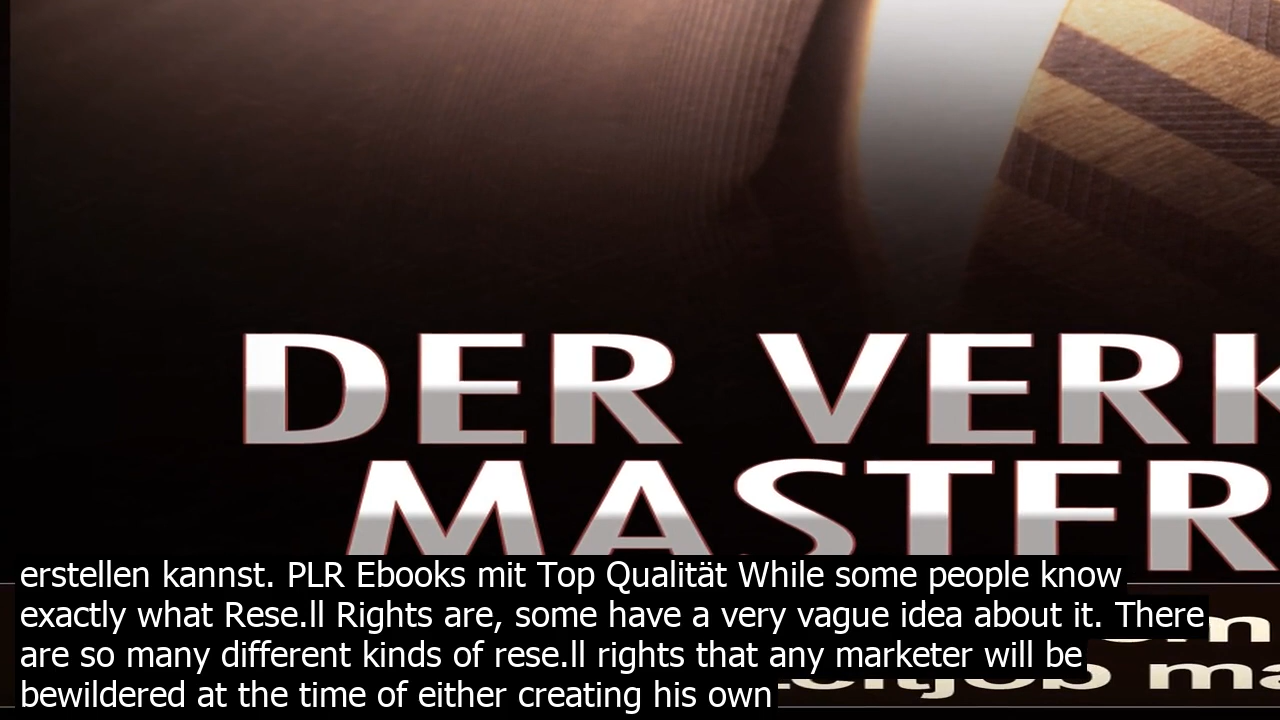 DER VERK
MASTER
erstellen kannst. PLR Ebooks mit Top Qualität While some people know
exactly what Rese.ll Rights are, some have a very vague idea about it. There
are so many different kinds of rese.ll rights that any marketer will be
bewildered at the time of either creating his own